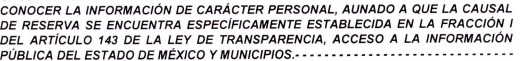 CONOCER LA INFORMACIÓN DE CARÁCTER PERSONAL, AUNADO A QUE LA CAUSAL
DE RESERVA SE ENCUENTRA ESPECÍFICAMENTE ESTABLECIDA EN LA FRACCIÓN I
DEL ARTÍCULO 143 DE LA LEY DE TRANSPARENCIA, ACCESO A LA INFORMACIÓN
PÚBLICA DEL ESTADO DE MÉXICO Y MUNICIPIOS.- - - - - - - - - - - - - - - - - - - - - - - - - - - - - -